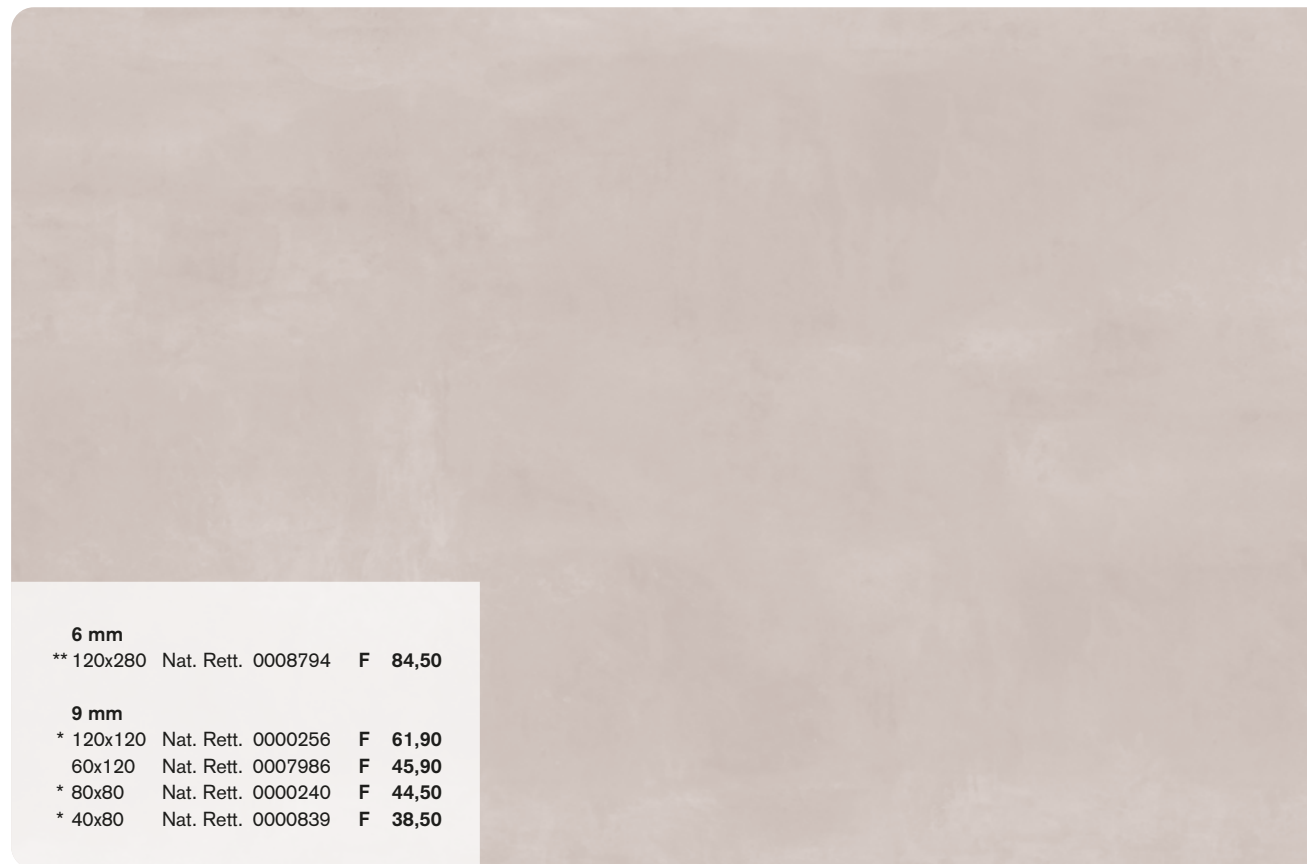 6 mm
** 120x280 Nat. Rett. 0008794 F 84,50
9 mm
* 120x120 Nat. Rett. 0000256 F 61,90
60x120 Nat. Rett. 0007986 F 45,90
* 80x80 Nat. Rett. 0000240 F 44,50
* 40x80 Nat. Rett. 0000839 F 38,50